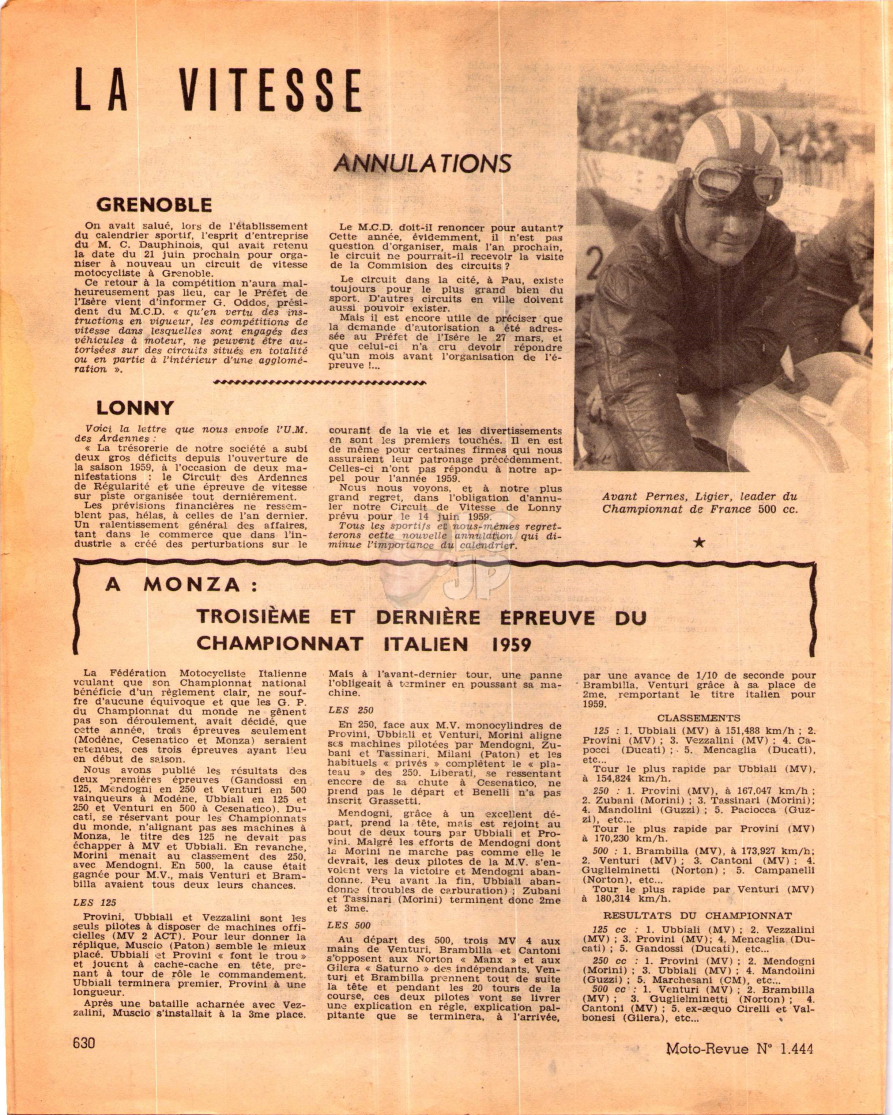 LA VITESSE
ANNULATIONS
GRENOBLE
On avait salué, lors de l'établissement
du calendrier sportif, l'esprit d'entreprise
du M. C. Dauphinois, qui avait retenu
la date du 21 juin prochain pour orga-
niser à nouveau un circuit de vitesse
motocycliste à Grenoble.
Ce retour à la compétition n'aura mal-
heureusement pas lieu, car le Préfet de
l'Isère vient d'informer G. Oddos, prési-
dent du M.C.D. « qu'en vertu des ins-
tructions en vigueur, les compétitions de
vitesse dans lesquelles sont engagés des
véhicules à moteur, ne peuvent être au-
torisées sur des circuits situés en totalité
ou en partie à l'intérieur d'une agglomé-
ration ».
Le M.C.D. doit-il renoncer pour autant?
Cette année, évidemment, il n'est pas
question d'organiser, mais l'an prochain,
le circuit ne pourrait-il recevoir la visite
de la Commision des circuits ?
Le circuit dans la cité, à Pau, existe
toujours pour le plus grand bien du
sport. D'autres circuits en ville doivent
aussi pouvoir exister.
Mais il est encore utile de préciser que
la demande d'autorisation a été adres-
sée au Préfet de l'Isère le 27 mars, et
que celui-ci n'a cru devoir répondre
qu'un mois avant l'organisation de l'é-
preuve !...
LONNY
Voici la lettre que nous envoie l'U.M.
des Ardennes :
« La trésorerie de notre société a subi
deux gros déficits depuis l'ouverture de
la saison 1959, à l'occasion de deux ma-
nifestations : le Circuit des Ardennes
de Régularité et une épreuve de vitesse
sur piste organisée tout dernièrement.
Les prévisions financières ne ressem-
blent pas, hélas, à celles de l'an dernier.
Un ralentissement général des affaires,
tant dans le commerce que dans l'in-
dustrie a créé des perturbations sur le
courant de la vie et les divertissements
en sont les premiers touchés. Il en est
de même pour certaines firmes qui nous
assuraient leur patronage précédemment.
Celles-ci n'ont pas répondu à notre ap-
pel pour l'année 1959.
Nous nous voyons, et à notre plus
grand regret, dans l'obligation d'annu-
ler notre Circuit de Vitesse de Lonny
prévu pour le 14 juin 1959.
Tous les sportifs et nous-mêmes regret-
terons cette nouvelle annulation qui di-
minue l'importance du calendrier.
2
Avant Pernes, Ligier, leader du
Championnat de France 500 cc.
A MONZA :
TROISIÈME ET DERNIÈRE EPREUVE DU
CHAMPIONNAT ITALIEN 1959
La Fédération Motocycliste Italienne
voulant que son Championnat national
bénéficie d'un règlement clair, ne souf-
fre d'aucune équivoque et que les G. P.
du Championnat du monde ne gênent
pas son déroulement, avait décidé, que
cette année, trois épreuves seulement
(Modène, Cesenatico et Monza) seraient
retenues, ces trois épreuves ayant lieu
en début de saison.
Nous avons publié les résultats des
deux premières épreuves (Gandossi en
125, Mendogni en 250 et Venturi en 500
vainqueurs à Modène, Ubbiali en 125 et
250 et Venturi en 500 à Cesenatico). Du-
cati, se réservant pour les Championnats
du monde, n'alignant pas ses machines à
Monza, le titre des 125 ne devait pas
échapper à MV et Ubbiali. En revanche,
Morini menait au classement des 250,
avec Mendogni. En 500, la cause était
gagnée pour M.V., mais Venturi et Bram-
billa avaient tous deux leurs chances.
LES 125
Provini, Ubbiali et Vezzalini sont les
seuls pilotes à disposer de machines offi-
cielles (MV 2 ACT). Pour leur donner la
réplique, Muscio (Paton) semble le mieux
placé. Ubbiali et Provini « font le trou »
et jouent à cache-cache en tête, pre-
nant à tour de rôle le commandement.
Ubbiali terminera premier, Provini à une
longueur.
Après une bataille acharnée avec Vez-
zalini, Muscio s'installait à la 3me place.
Mais à l'avant-dernier tour, une panne
l'obligeait à terminer en poussant sa ma-
chine.
LES 250
En 250, face aux M.V. monocylindres de
Provini, Ubbiali et Venturi, Morini aligne
ses machines pilotées par Mendogni, Zu-
bani et Tassinari, Milani (Paton) et les
habituels « privés » complètent le « pla-
teau » des 250. Liberati, se ressentant
encore de sa chute à Cesenatico, ne
prend pas le départ et Benelli n'a pas
inscrit Grassetti.
Mendogni, grâce à un excellent dé-
part, prend la tête, mais est rejoint au
bout de deux tours par Ubbiali et Pro-
vini. Malgré les efforts de Mendogni dont
la Morini ne marche pas comme elle le
devrait, les deux pilotes de la M.V. s'en-
volent vers la victoire et Mendogni aban-
donne. Peu avant la fin, Ubbiali aban-
donne (troubles de carburation) ; Zubani
et Tassinari (Morini) terminent donc 2me
et 3me.
LES 500
Au départ des 500, trois MV 4 aux
mains de Venturi, Brambilla et Cantoni
s'opposent aux Norton « Manx » et aux
Gilera « Saturno » des indépendants. Ven-
turi et Brambilla prennent tout de suite
la tête et pendant les 20 tours de la
course, ces deux pilotes vont se livrer
une explication en règle, explication pal-
pitante que se terminera, à l'arrivée,
par une avance de 1/10 de seconde pour
Brambilla, Venturi grâce à sa place de
2me, remportant le titre italien pour
1959.
CLASSEMENTS
125 : 1. Ubbiali (MV) à 151,488 km/h ; 2.
Provini (MV) ; 3. Vezzalini (MV) ; 4. Ca-
pocci (Ducati) ; 5. Mencaglia (Ducati),
etc...
Tour le plus rapide par Ubbiali (MV),
à 154,824 km/h.
250 : 1. Provini (MV), à 167,047 km/h ;
2. Zubani (Morini) ; 3. Tassinari (Morini);
4. Mandolini (Guzzi) ; 5. Paciocca (Guz-
zi), etc...
Tour le plus rapide par Provini (MV)
à 170,230 km/h.
500 : 1. Brambilla (MV), à 173,927 km/h;
2. Venturi (MV) ; 3. Cantoni (MV) ; 4.
Guglielminetti (Norton) ; 5. Campanelli
(Norton), etc...
Tour le plus rapide par Venturi (MV)
à 180,314 km/h.
RESULTATS DU CHAMPIONNAT
125 cc : 1. Ubbiali (MV) ; 2. Vezzalini
(MV) ; 3. Provini (MV); 4. Mencaglia (Du-
cati) ; 5. Gandossi (Ducati), etc...
250 cc : 1. Provini (MV) ; 2. Mendogni
(Morini) ; 3. Ubbiali (MV) ; 4. Mandolini
(Guzzi) ; 5. Marchesani (CM), etc...
500 cc : 1. Venturi (MV) ; 2. Brambilla
(MV) ; 3. Guglielminetti (Norton) ; 4.
Cantoni (MV) ; 5. ex-æquo Cirelli et Val-
bonesi (Gilera), etc...
630
Moto-Revue N° 1.444